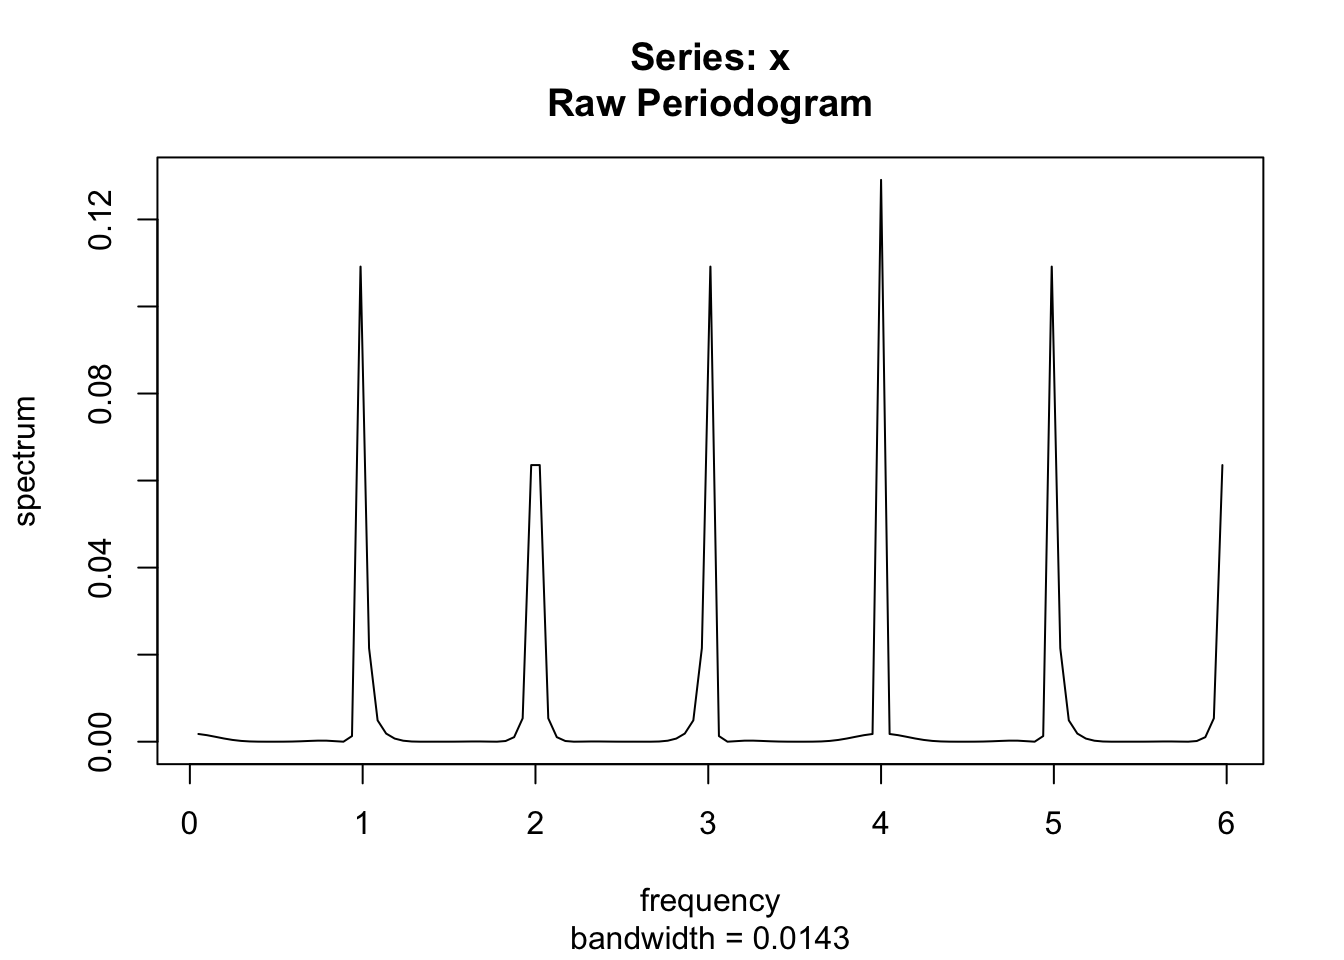 Series: x
Raw Periodogram
spectrum
0.12
0.08
0.04
0.00
0 1 2 3 4 5 6
frequency
bandwidth = 0.0143